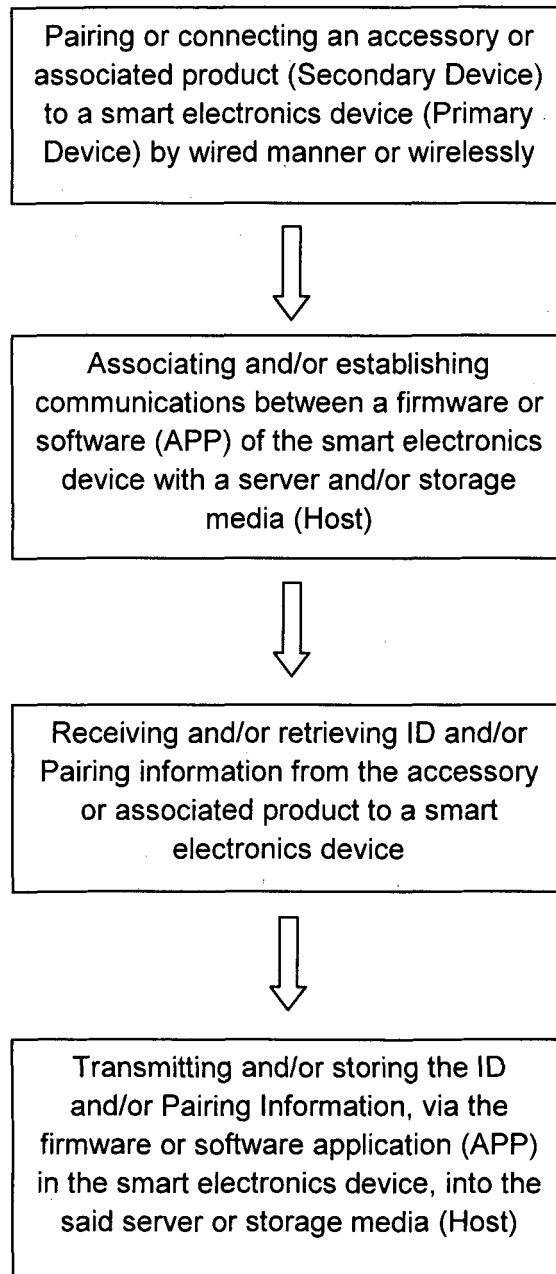 Pairing or connecting an accessory or
associated product (Secondary Device)
to a smart electronics device (Primary
Device) by wired manner or wirelessly
Associating and/or establishing
communications between a firmware or
software (APP) of the smart electronics
device with a server and/or storage
media (Host)
Receiving and/or retrieving ID and/or
Pairing information from the accessory
or associated product to a smart
electronics device
Transmitting and/or storing the ID
and/or Pairing Information, via the
firmware or software application (APP)
in the smart electronics device, into the
said server or storage media (Host)